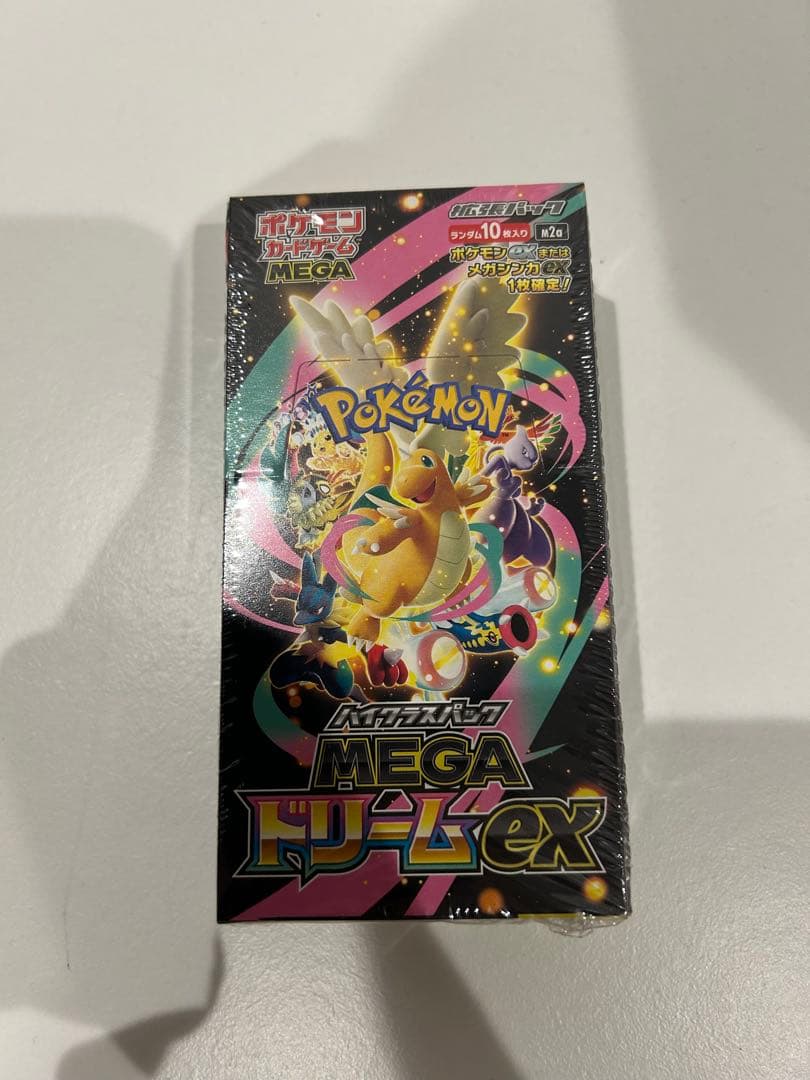 ポケモン
カードゲーム
MEGA
拡張パック
ランダム10枚入り
M2a
ポケモンexまたは
メガシンカex
1枚確定!
POKéMON
ハイクラスパック
MEGA
ドリームex